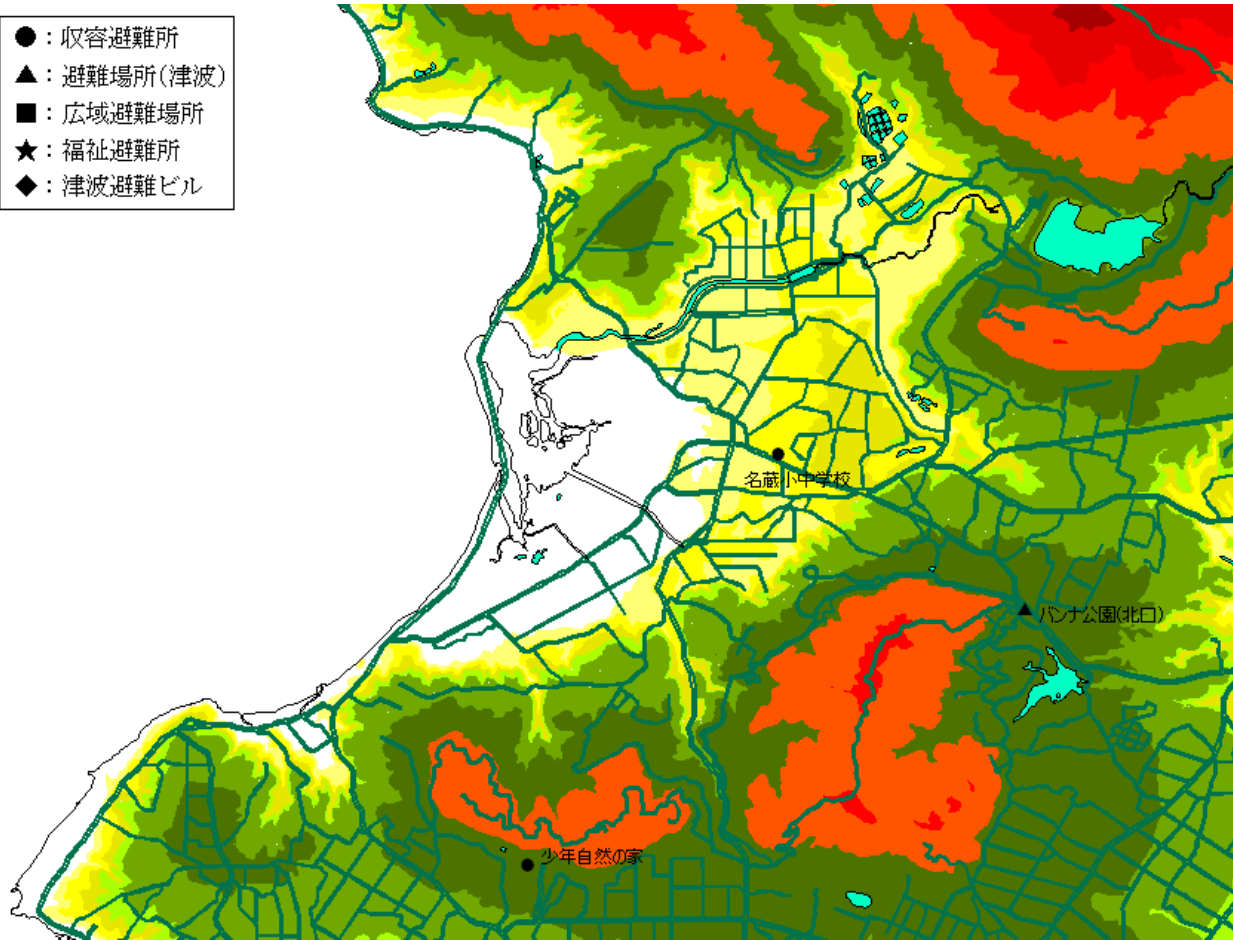 ●：収容避難所
▲：避難場所(津波)
■：広域避難場所
★：福祉避難所
◆：津波避難ビル
名蔵小中学校
バンナ公園(北口)
少年自然の家